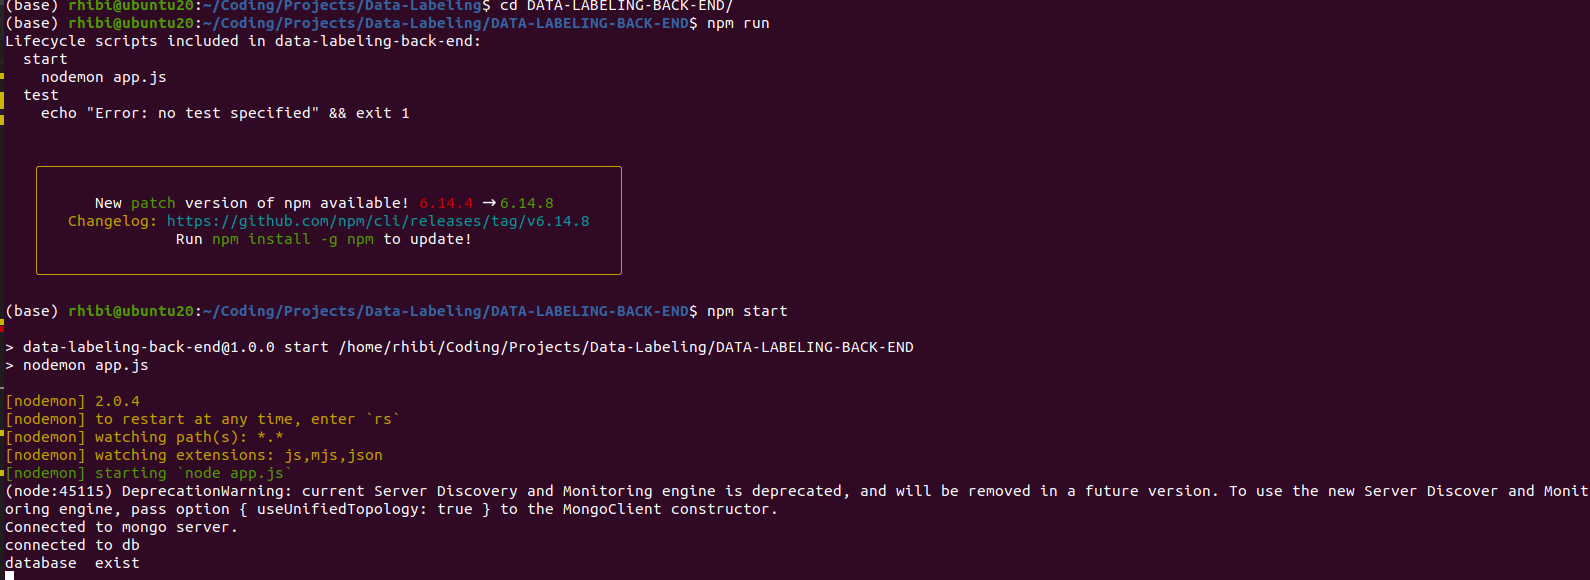 (base) rhibi@ubuntu20:~/Coding/Projects/Data-Labeling$ cd DATA-LABELING-BACK-END/
(base) rhibi@ubuntu20:~/Coding/Projects/Data-Labeling/DATA-LABELING-BACK-END$ npm run
Lifecycle scripts included in data-labeling-back-end:
  start
    nodemon app.js
  test
    echo "Error: no test specified" && exit 1
New patch version of npm available! 6.14.4 → 6.14.8
Changelog: https://github.com/npm/cli/releases/tag/v6.14.8
Run npm install -g npm to update!
(base) rhibi@ubuntu20:~/Coding/Projects/Data-Labeling/DATA-LABELING-BACK-END$ npm start
> data-labeling-back-end@1.0.0 start /home/rhibi/Coding/Projects/Data-Labeling/DATA-LABELING-BACK-END
> nodemon app.js
[nodemon] 2.0.4
[nodemon] to restart at any time, enter `rs`
[nodemon] watching path(s): *.*
[nodemon] watching extensions: js,mjs,json
[nodemon] starting `node app.js`
(node:45115) DeprecationWarning: current Server Discovery and Monitoring engine is deprecated, and will be removed in a future version. To use the new Server Discover and Monit
oring engine, pass option { useUnifiedTopology: true } to the MongoClient constructor.
Connected to mongo server.
connected to db
database  exist